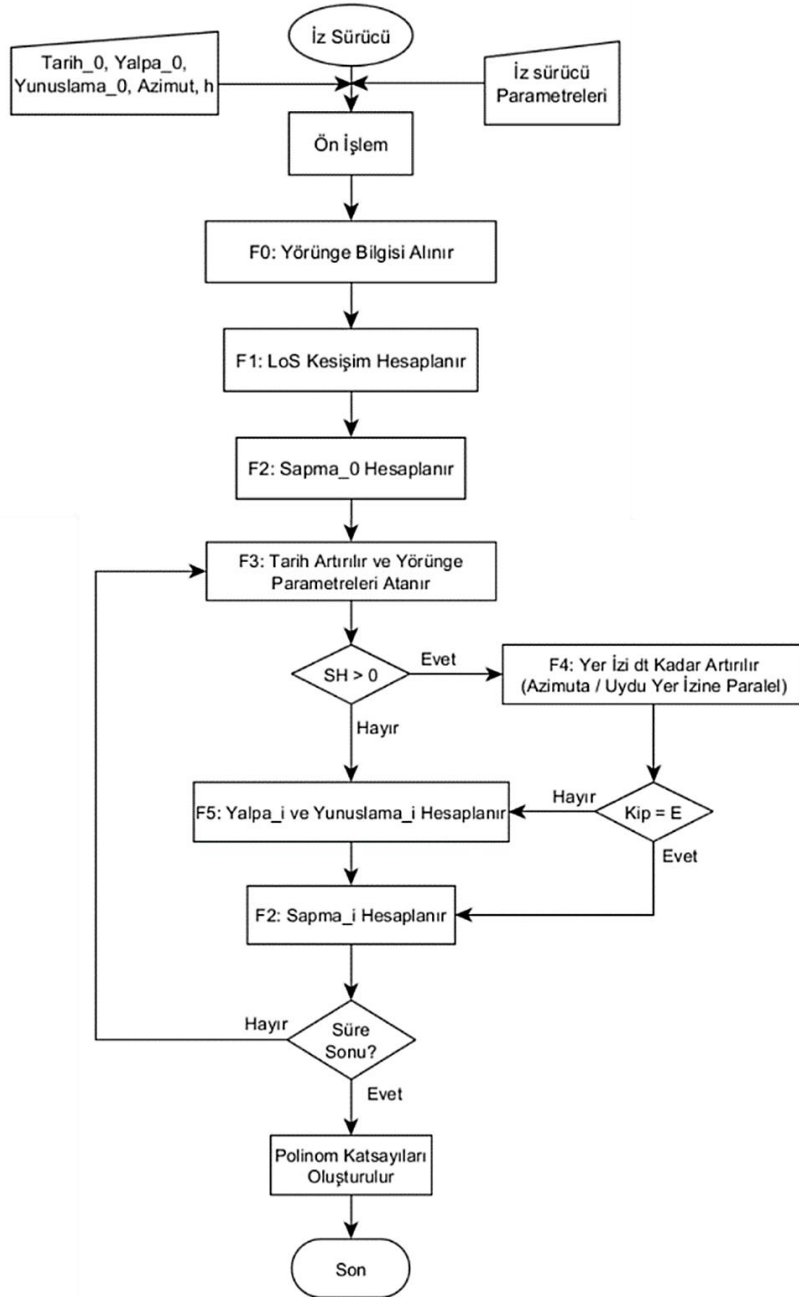 İz Sürücü
Tarih_0, Yalpa_0,
Yunuslama_0, Azimut, h
İz sürücü
Parametreleri
Ön İşlem
F0: Yörünge Bilgisi Alınır
F1: LoS Kesişim Hesaplanır
F2: Sapma_0 Hesaplanır
F3: Tarih Artırılır ve Yörünge
Parametreleri Atanır
SH > 0
Evet
F4: Yer İzi dt Kadar Artırılır
(Azimuta / Uydu Yer İzine Paralel)
Hayır
F5: Yalpa_i ve Yunuslama_i Hesaplanır
Hayır
Kip = E
Evet
F2: Sapma_i Hesaplanır
Hayır
Süre
Sonu?
Evet
Polinom Katsayıları
Oluşturulur
Son